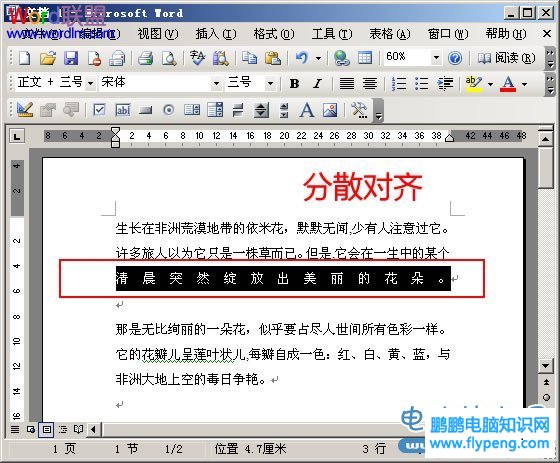 Word联盟
www.wordlm.com
Microsoft Word
文件(F) 编辑(E) 视图(V) 插入(I) 格式(O) 工具(T) 表格(A) 窗口(W) 帮助(H)
60% 阅读(R)
正文 + 三号 宋体 三号 B I
8 6 4 2 2 4 6 8 10 12 14 16 18 20 22 24 26 28 30 32 34 36 38 42 44 46 48
分散对齐
生长在非洲荒漠地带的依米花，默默无闻,少有人注意过它。
许多旅人以为它只是一株草而已。但是,它会在一生中的某个
清晨突然绽放出美丽的花朵。
那是无比绚丽的一朵花，似乎要占尽人世间所有色彩一样。
它的花瓣儿呈莲叶状儿,每瓣自成一色：红、白、黄、蓝，与
非洲大地上空的毒日争艳。
1 页 1 节 1/2 位置 4.7厘米 3 行
鹏鹏电脑知识网
www.flypeng.com